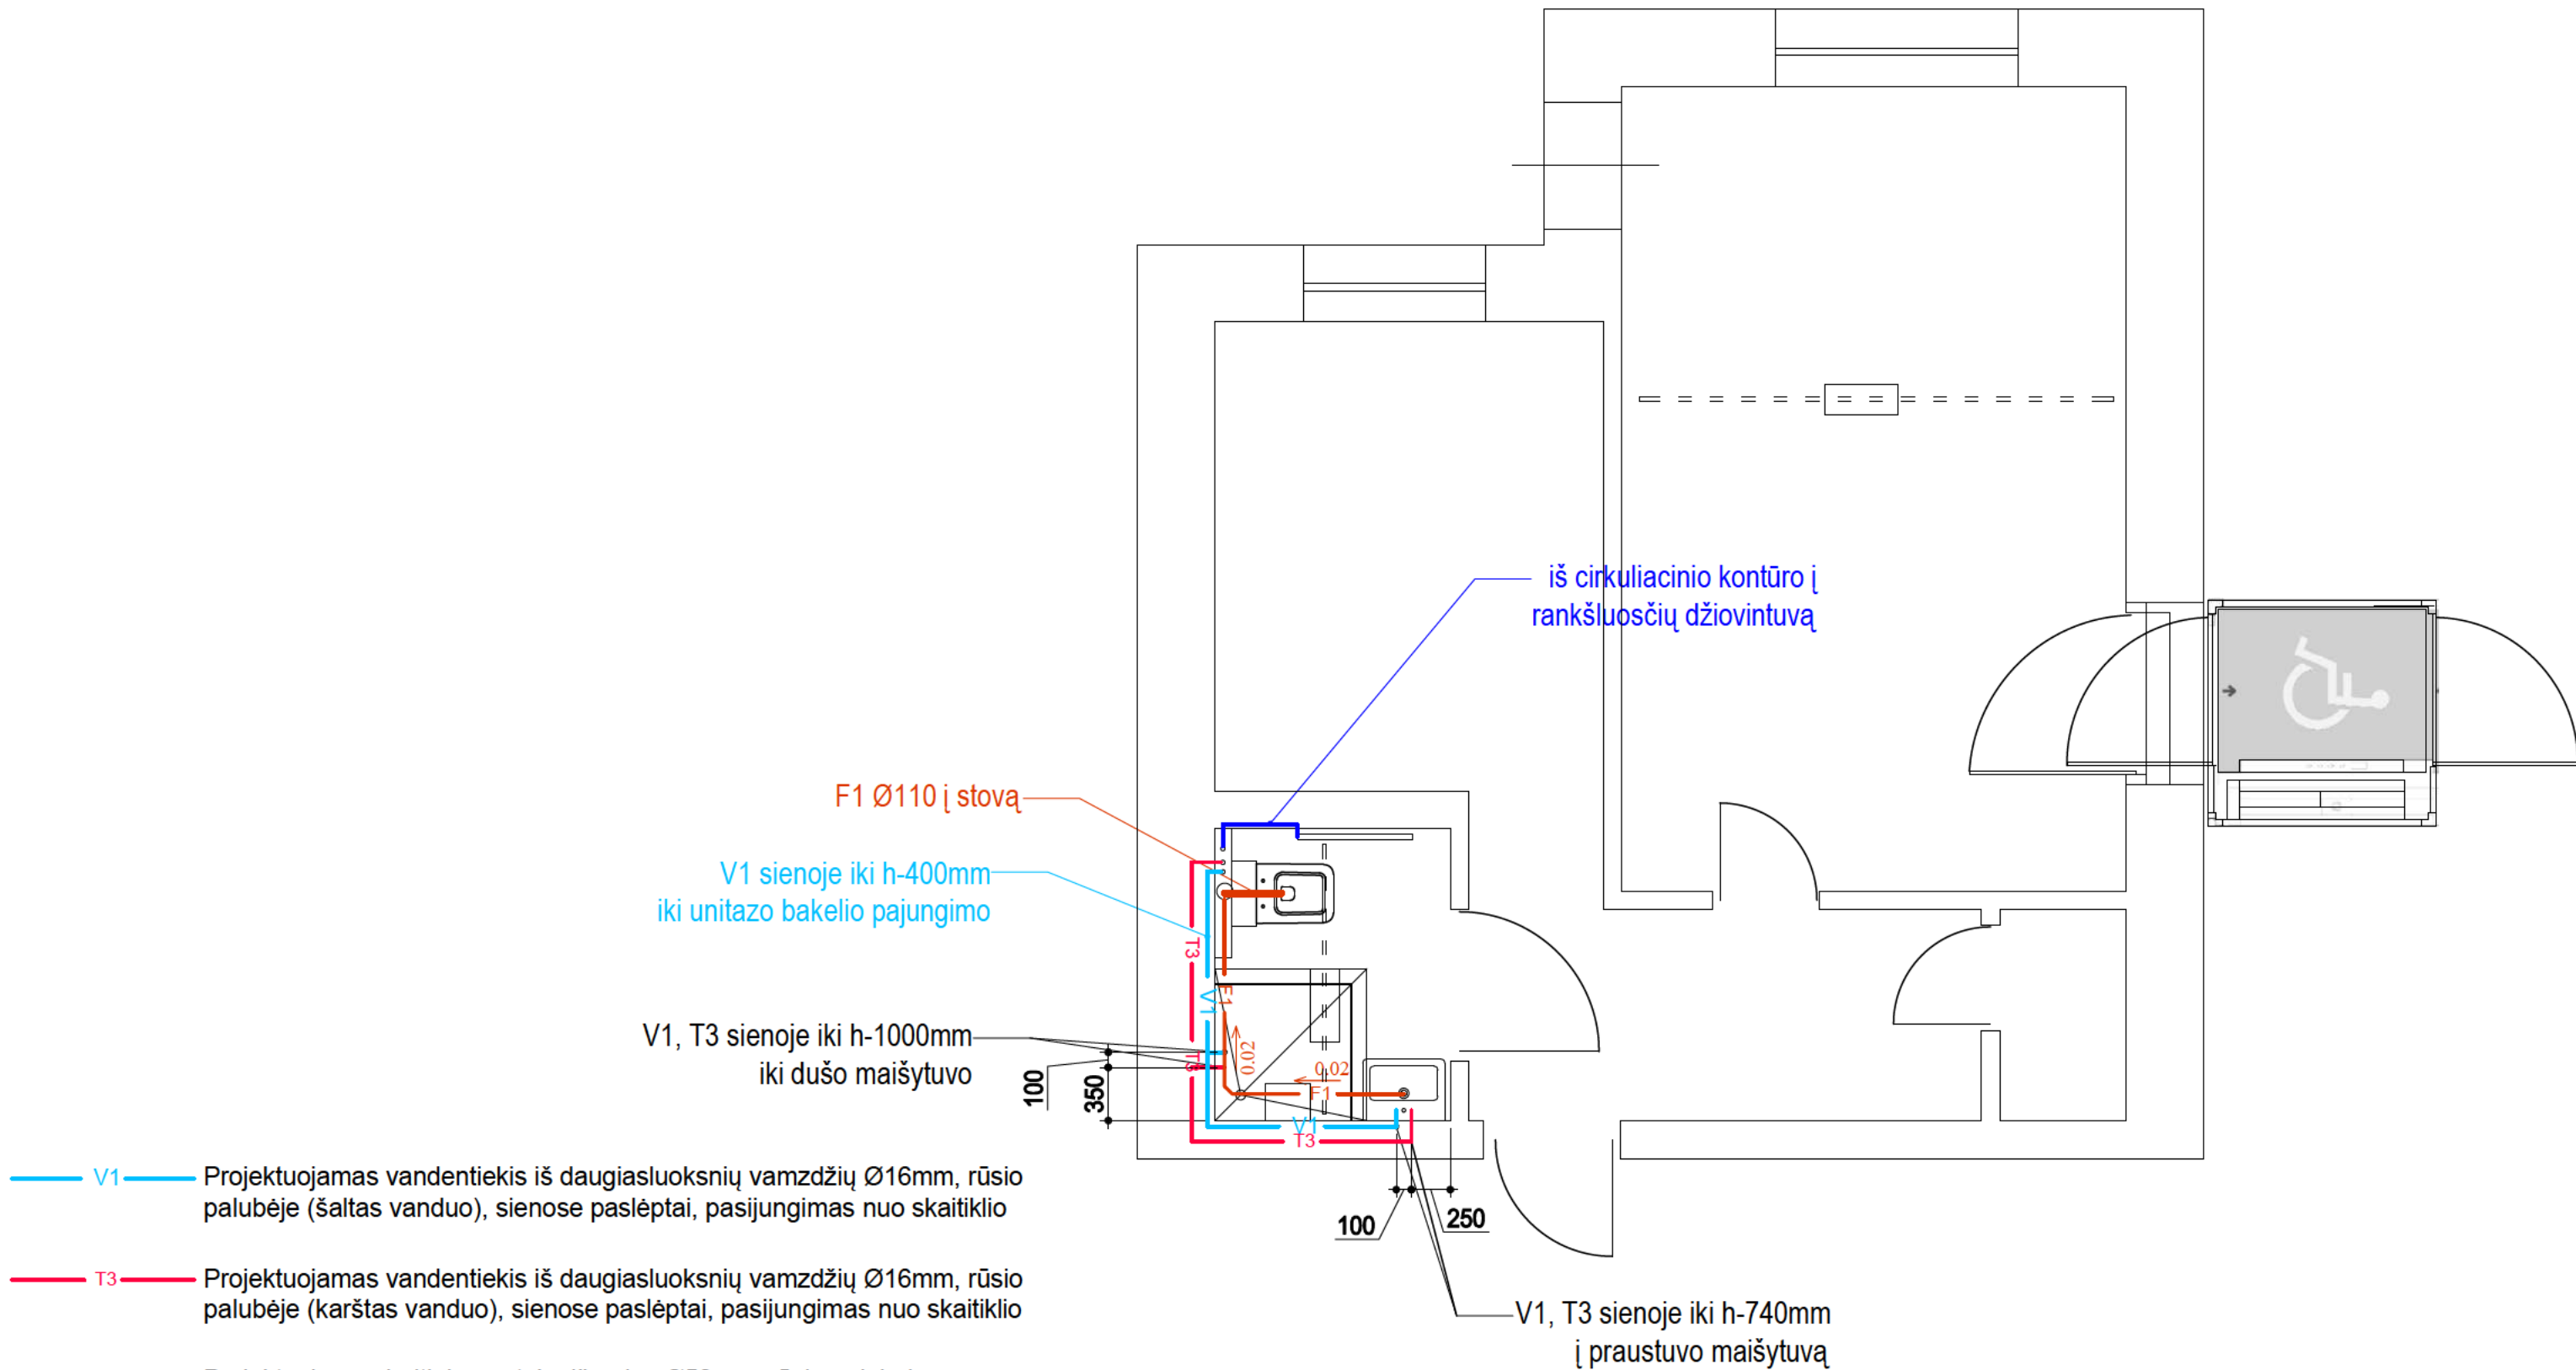 iš cirkuliacinio kontūro į
rankšluosčių džiovintuvą
F1 Ø110 į stovą
V1 sienoje iki h-400mm
iki unitazo bakelio pajungimo
T3
V1
F1
V1, T3 sienoje iki h-1000mm
iki dušo maišytuvo
T3
0.02
0.02
F1
100
350
V1
T3
100
250
V1 Projektuojamas vandentiekis iš daugiasluoksnių vamzdžių Ø16mm, rūsio
palubėje (šaltas vanduo), sienose paslėptai, pasijungimas nuo skaitiklio
T3 Projektuojamas vandentiekis iš daugiasluoksnių vamzdžių Ø16mm, rūsio
palubėje (karštas vanduo), sienose paslėptai, pasijungimas nuo skaitiklio
V1, T3 sienoje iki h-740mm
į praustuvo maišytuvą